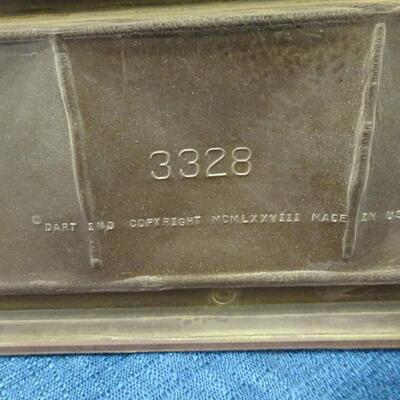 3328
© DART IND COPYRIGHT MCMLXXVIII MADE IN US